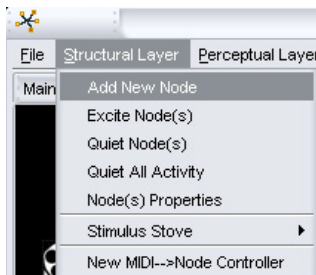 File Structural Layer Perceptual Layer
Main
Add New Node
Excite Node(s)
Quiet Node(s)
Quiet All Activity
Node(s) Properties
Stimulus Stove
New MIDI-->Node Controller